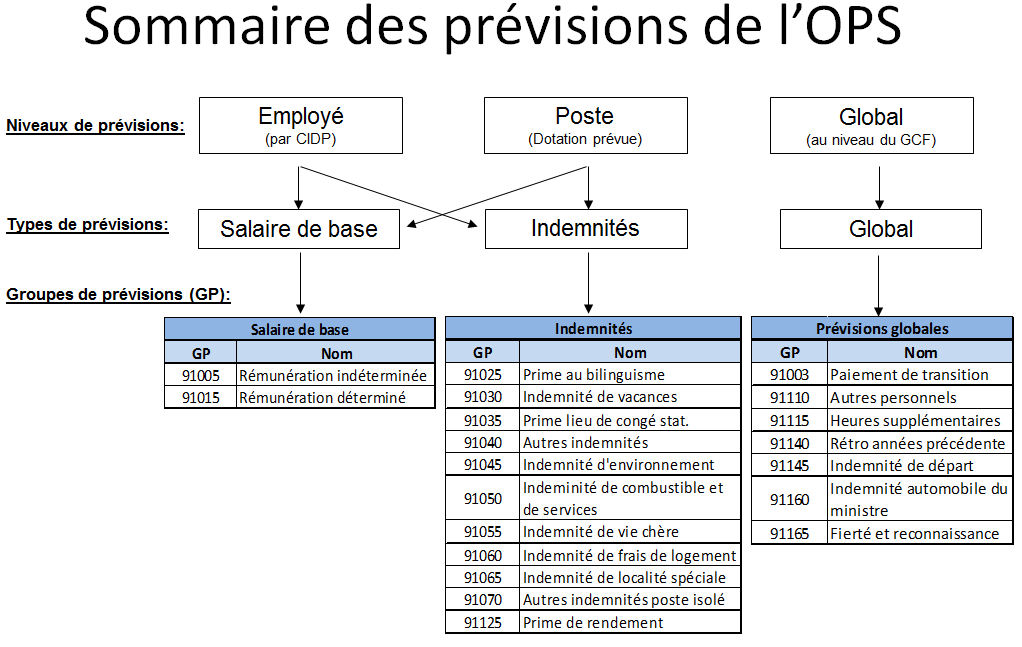 Sommaire des prévisions de l’OPS
Niveaux de prévisions:
Employé
(par CIDP)
Poste
(Dotation prévue)
Global
(au niveau du GCF)
Types de prévisions:
Salaire de base
Indemnités
Global
Groupes de prévisions (GP):
Salaire de base
GP Nom
91005 Rémunération indéterminée
91015 Rémunération déterminé
Indemnités
GP Nom
91025 Prime au bilinguisme
91030 Indemnité de vacances
91035 Prime lieu de congé stat.
91040 Autres indemnités
91045 Indemnité d'environnement
91050 Indeminité de combustible et
de services
91055 Indemnité de vie chère
91060 Indemnité de frais de logement
91065 Indemnité de localité spéciale
91070 Autres indemnités poste isolé
91125 Prime de rendement
Prévisions globales
GP Nom
91003 Paiement de transition
91110 Autres personnels
91115 Heures supplémentaires
91140 Rétro années précédente
91145 Indemnité de départ
91160 Indemnité automobile du
ministre
91165 Fierté et reconnaissance